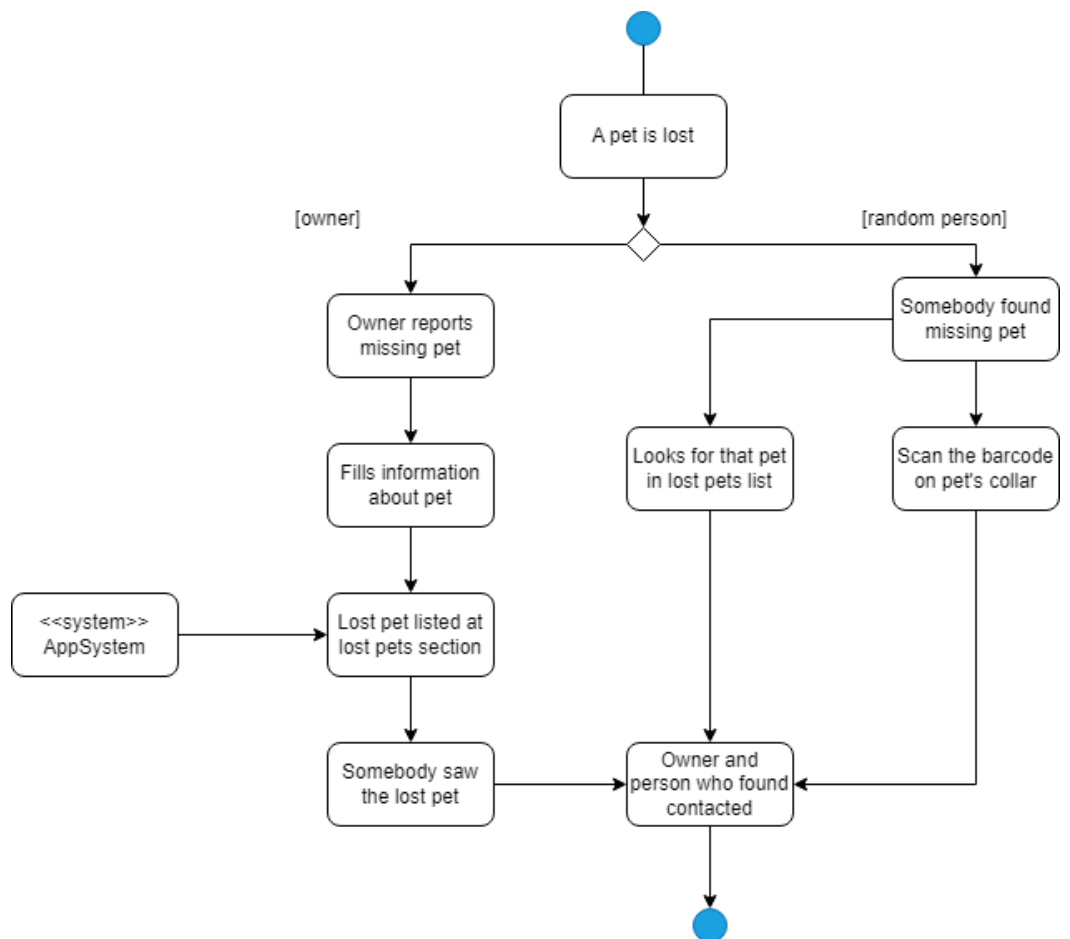 A pet is lost
[owner]
[random person]
Owner reports
missing pet
Somebody found
missing pet
Fills information
about pet
Looks for that pet
in lost pets list
Scan the barcode
on pet's collar
<<system>>
AppSystem
Lost pet listed at
lost pets section
Somebody saw
the lost pet
Owner and
person who found
contacted